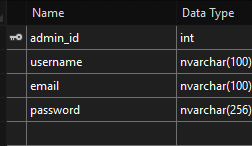 Name Data Type
admin_id int
username nvarchar(100)
email nvarchar(100)
password nvarchar(256)